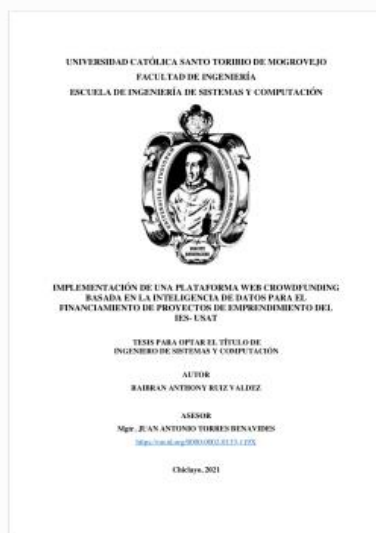 UNIVERSIDAD CATÓLICA SANTO TORIBIO DE MOGROVEJO
FACULTAD DE INGENIERÍA
ESCUELA DE INGENIERÍA DE SISTEMAS Y COMPUTACIÓN
IMPLEMENTACIÓN DE UNA PLATAFORMA WEB CROWDFUNDING
BASADA EN LA INTELIGENCIA DE DATOS PARA EL
FINANCIAMIENTO DE PROYECTOS DE EMPRENDIMIENTO DEL
IES- USAT
TESIS PARA OPTAR EL TÍTULO DE
INGENIERO DE SISTEMAS Y COMPUTACIÓN
AUTOR
BAIBRAN ANTHONY RUIZ VALDEZ
ASESOR
Mgtr. JUAN ANTONIO TORRES BENAVIDES
Chiclayo, 2021